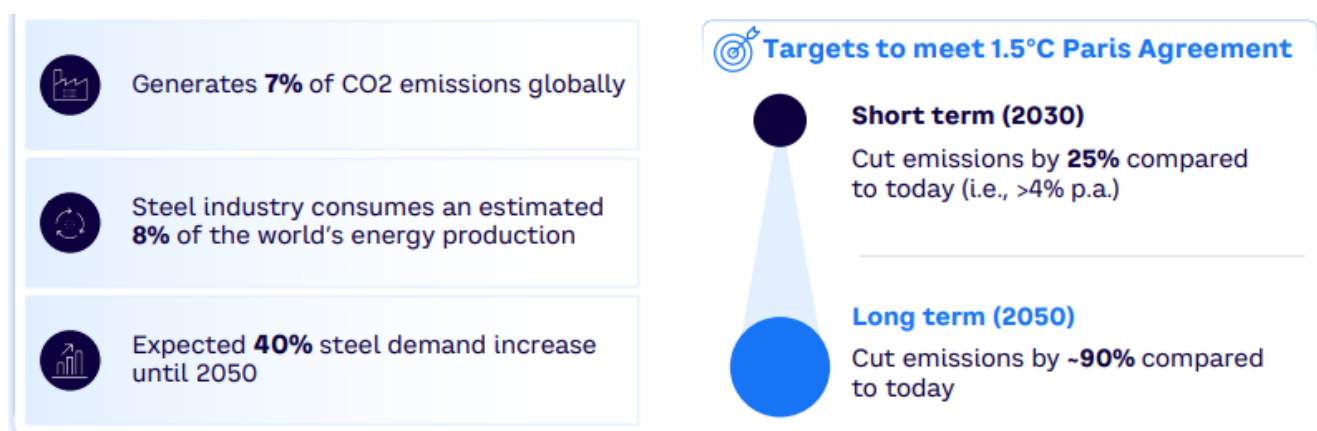 Generates 7% of CO2 emissions globally
Steel industry consumes an estimated
8% of the world's energy production
Expected 40% steel demand increase
until 2050
Targets to meet 1.5°C Paris Agreement
Short term (2030)
Cut emissions by 25% compared
to today (i.e., >4% p.a.)
Long term (2050)
Cut emissions by ~90% compared
to today